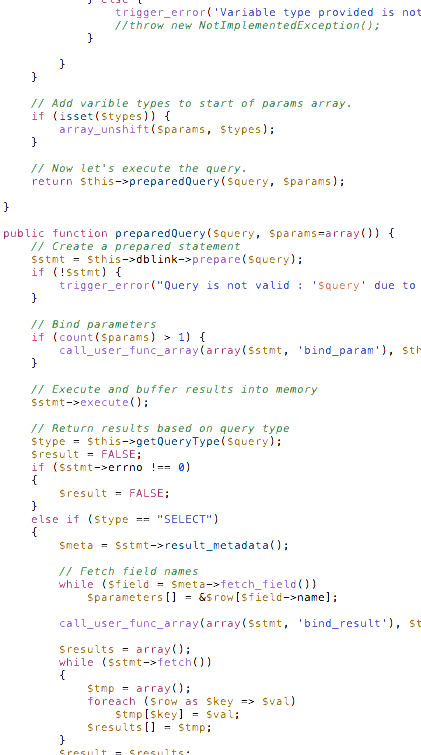 } else {
trigger_error('Variable type provided is not
//throw new NotImplementedException();
}
}
}
// Add varible types to start of params array.
if (isset($types)) {
array_unshift($params, $types);
}
// Now let's execute the query.
return $this->preparedQuery($query, $params);
}
public function preparedQuery($query, $params=array()) {
// Create a prepared statement
$stmt = $this->dblink->prepare($query);
if (!$stmt) {
trigger_error("Query is not valid : '$query' due to
}
// Bind parameters
if (count($params) > 1) {
call_user_func_array(array($stmt, 'bind_param'), $th
}
// Execute and buffer results into memory
$stmt->execute();
// Return results based on query type
$type = $this->getQueryType($query);
$result = FALSE;
if ($stmt->errno !== 0)
{
$result = FALSE;
}
else if ($type == "SELECT")
{
$meta = $stmt->result_metadata();
// Fetch field names
while ($field = $meta->fetch_field())
$parameters[] = &$row[$field->name];
call_user_func_array(array($stmt, 'bind_result'), $t
$results = array();
while ($stmt->fetch())
{
$tmp = array();
foreach ($row as $key => $val)
$tmp[$key] = $val;
$results[] = $tmp;
}
$result = $results;